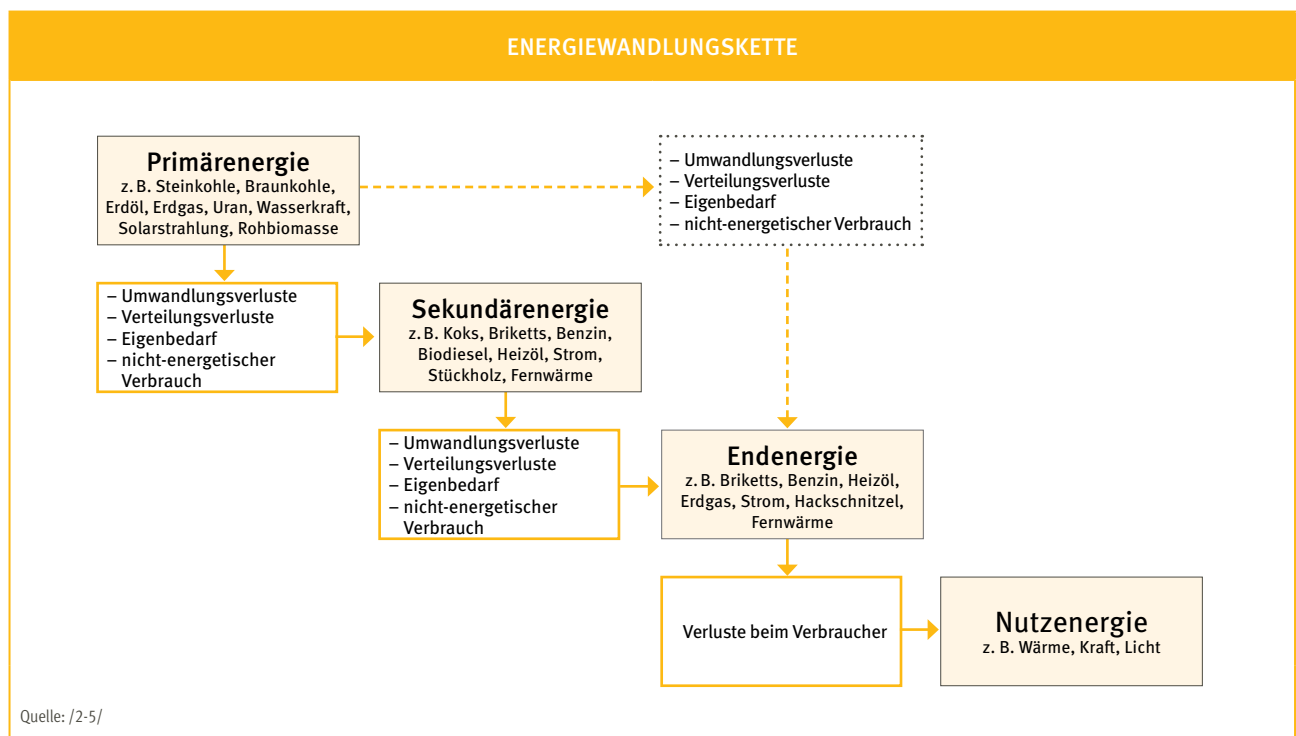 ENERGIEWANDLUNGSKETTE
Primärenergie
z. B. Steinkohle, Braunkohle,
Erdöl, Erdgas, Uran, Wasserkraft,
Solarstrahlung, Rohbiomasse
– Umwandlungsverluste
– Verteilungsverluste
– Eigenbedarf
– nicht-energetischer Verbrauch
– Umwandlungsverluste
– Verteilungsverluste
– Eigenbedarf
– nicht-energetischer
Verbrauch
Sekundärenergie
z. B. Koks, Briketts, Benzin,
Biodiesel, Heizöl, Strom,
Stückholz, Fernwärme
– Umwandlungsverluste
– Verteilungsverluste
– Eigenbedarf
– nicht-energetischer
Verbrauch
Endenergie
z. B. Briketts, Benzin, Heizöl,
Erdgas, Strom, Hackschnitzel,
Fernwärme
Verluste beim Verbraucher
Nutzenergie
z. B. Wärme, Kraft, Licht
Quelle: /2-5/